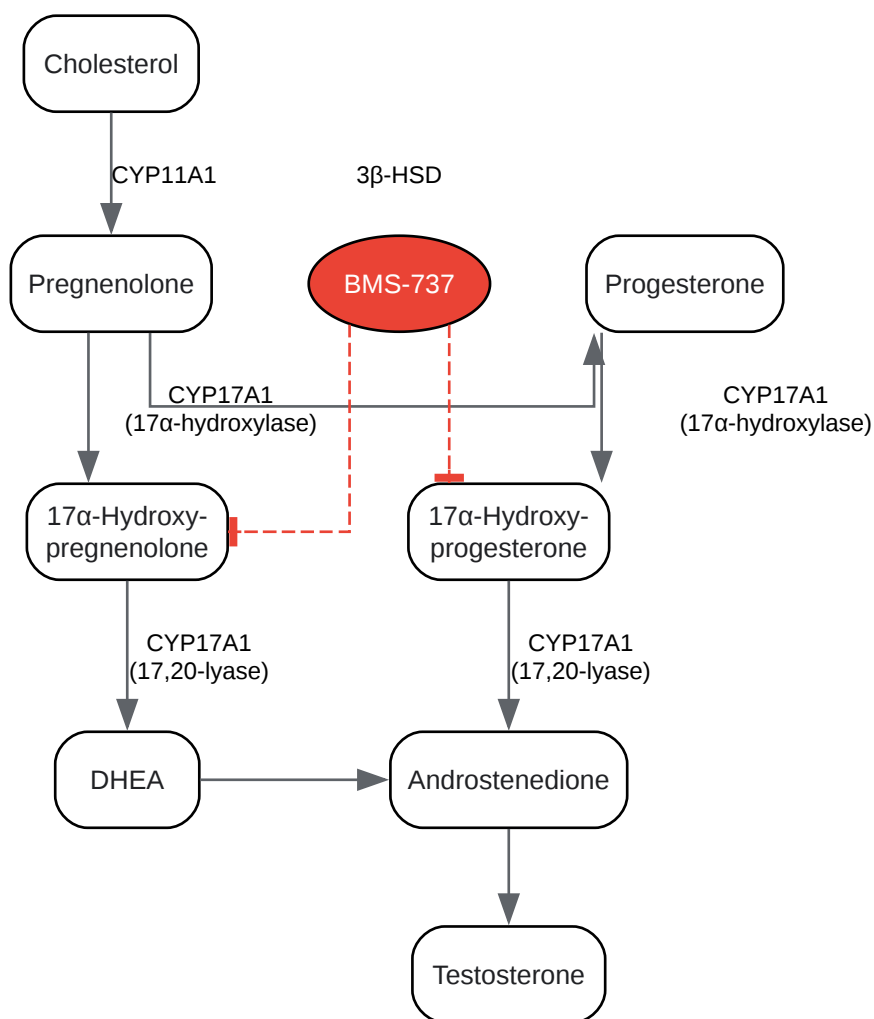 Cholesterol
CYP11A1
3β-HSD
Pregnenolone
BMS-737
Progesterone
CYP17A1
(17α-hydroxylase)
CYP17A1
(17α-hydroxylase)
17α-Hydroxy-
pregnenolone
17α-Hydroxy-
progesterone
CYP17A1
(17,20-lyase)
CYP17A1
(17,20-lyase)
DHEA
Androstenedione
Testosterone